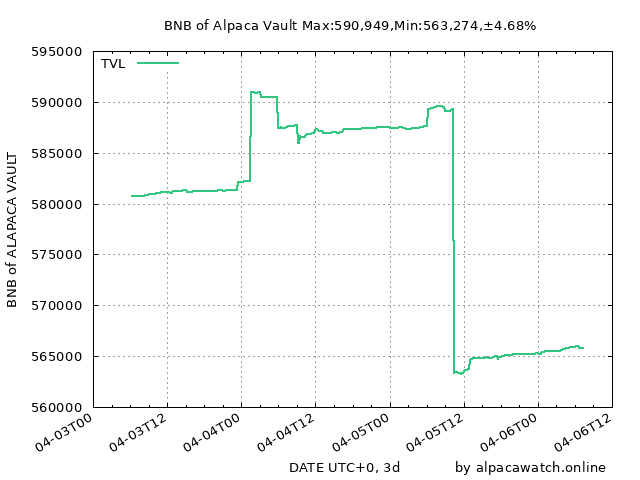 BNB of Alpaca Vault Max:590,949,Min:563,274,±4.68%
TVL
BNB of ALAPACA VAULT
595000
590000
585000
580000
575000
570000
565000
560000
04-03T00
04-03T12
04-04T00
04-04T12
04-05T00
04-05T12
04-06T00
04-06T12
DATE UTC+0, 3d
by alpacawatch.online